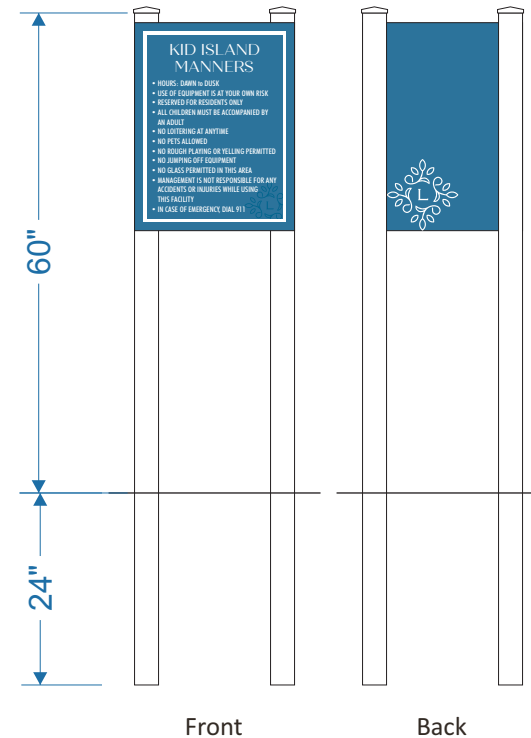 KID ISLAND
MANNERS
• HOURS: DAWN to DUSK
• USE OF EQUIPMENT IS AT YOUR OWN RISK
• RESERVED FOR RESIDENTS ONLY
• ALL CHILDREN MUST BE ACCOMPANIED BY
AN ADULT
• NO LOITERING AT ANYTIME
• NO PETS ALLOWED
• NO ROUGH PLAYING OR YELLING PERMITTED
• NO JUMPING OFF EQUIPMENT
• NO GLASS PERMITTED IN THIS AREA
• MANAGEMENT IS NOT RESPONSIBLE FOR ANY
ACCIDENTS OR INJURIES WHILE USING
THIS FACILITY
• IN CASE OF EMERGENCY, DIAL 911
L
L
60"
24"
Front
Back